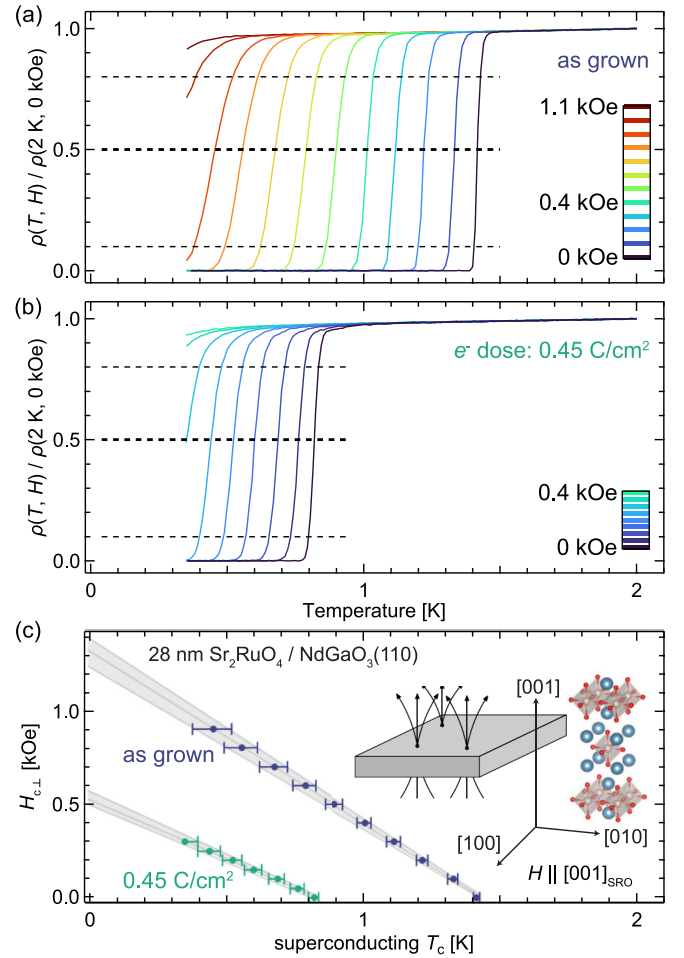 (a)
ρ(T, H) / ρ(2 K, 0 kOe)
1.0
0.5
0.0
as grown
1.1 kOe
0.4 kOe
0 kOe
(b)
ρ(T, H) / ρ(2 K, 0 kOe)
1.0
0.5
0.0
e⁻ dose: 0.45 C/cm²
0.4 kOe
0 kOe
0
1
2
Temperature [K]
(c)
H꜀⊥ [kOe]
1.0
0.5
0.0
28 nm Sr₂RuO₄ / NdGaO₃(110)
as grown
0.45 C/cm²
[001]
[100]
[010]
H || [001]SRO
0
1
2
superconducting T꜀ [K]